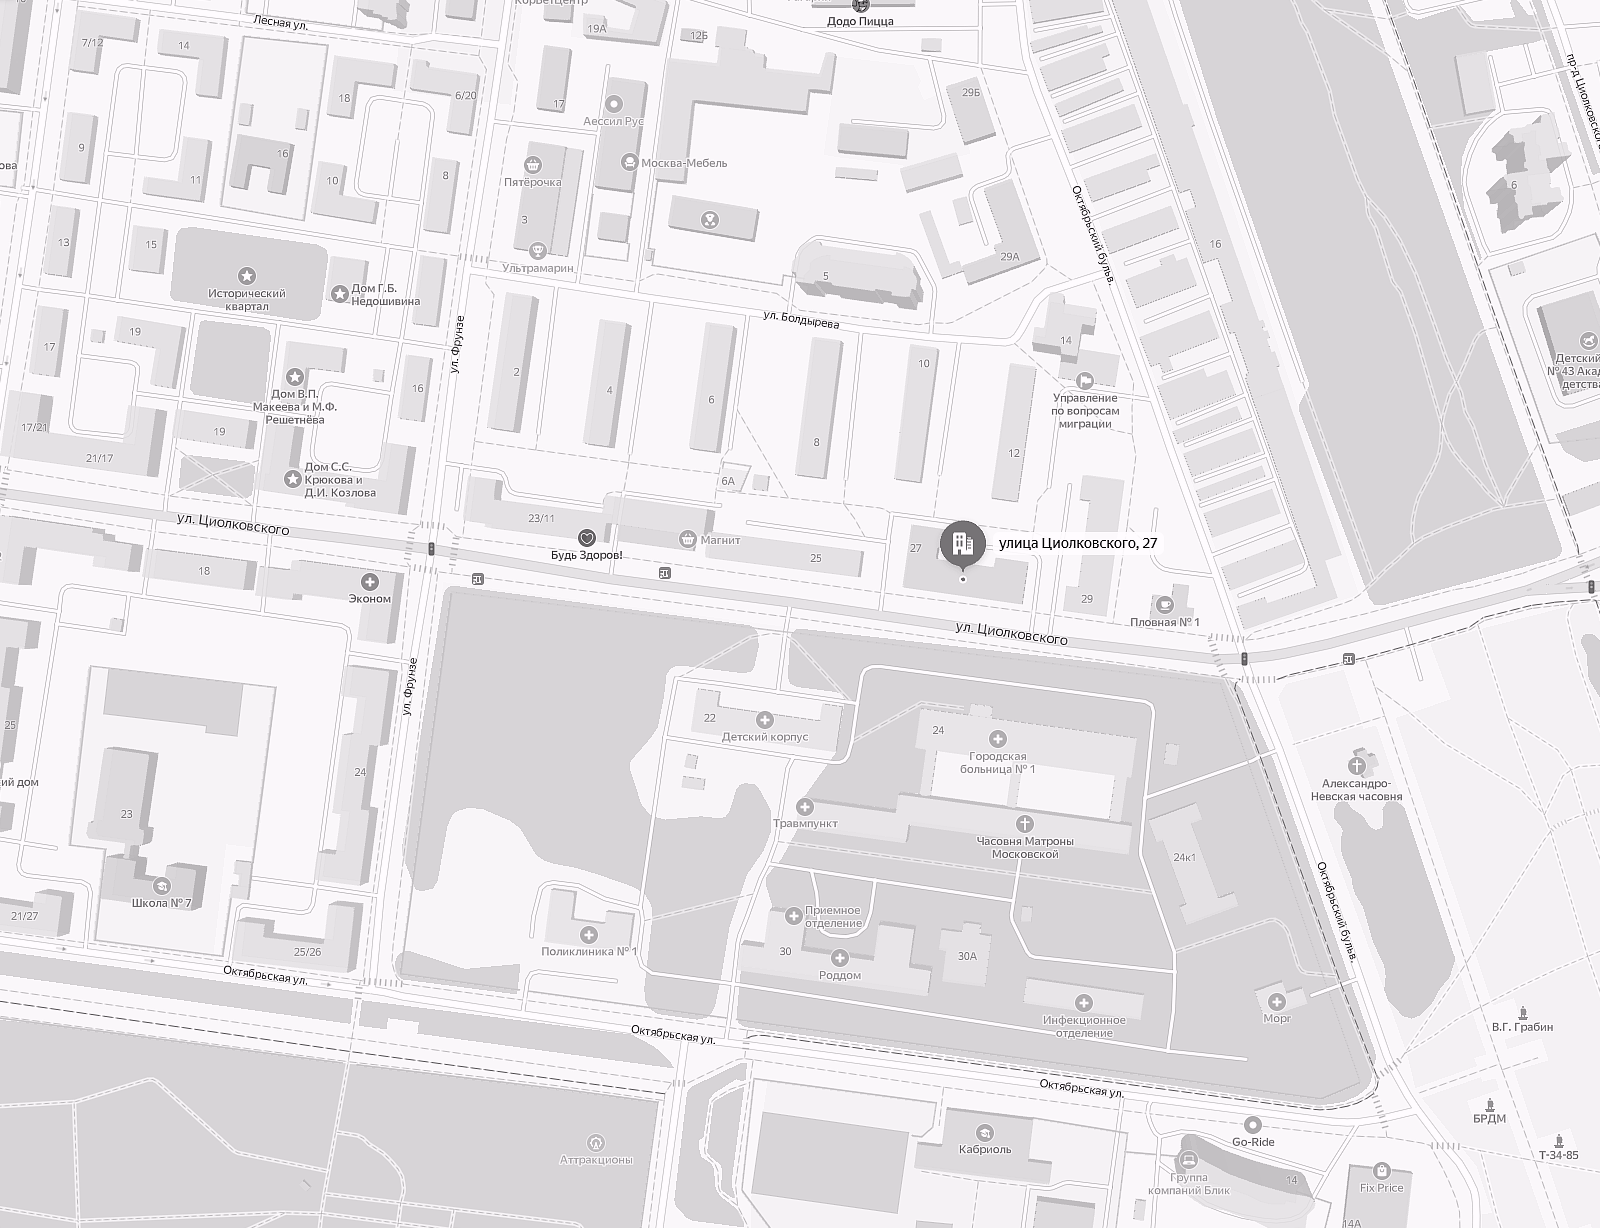 Лесная ул.
Додо Пицца
7/12
14
19А
12Б
пр-д Циолковского
18
6/20
17
Аессил Рус
29Б
9
16
11
10
8
Пятёрочка
Москва-Мебель
6
3
Октябрьский бульв.
13
15
Ультрамарин
5
29А
16
Исторический
квартал
Дом Г.Б.
Недошивина
ул. Фрунзе
ул. Болдырева
17
19
14
Детский
№ 43 Акад
детства
2
4
6
8
10
12
16
Дом В.П.
Макеева и М.Ф.
Решетнёва
Управление
по вопросам
миграции
17/21
19
21/17
Дом С.С.
Крюкова и
Д.И. Козлова
6А
ул. Циолковского
23/11
Будь Здоров!
Магнит
25
27
улица Циолковского, 27
18
Эконом
29
Пловная № 1
ул. Циолковского
ул. Фрунзе
22
Детский корпус
24
Городская
больница № 1
25
24
ий дом
23
Александро-
Невская часовня
Травмпункт
Часовня Матроны
Московской
24к1
Школа № 7
21/27
25/26
Поликлиника № 1
Приемное
отделение
30
Роддом
30А
Октябрьский бульв.
Октябрьская ул.
Инфекционное
отделение
Морг
В.Г. Грабин
Октябрьская ул.
Октябрьская ул.
БРДМ
Т-34-85
Аттракционы
Кабриоль
Go-Ride
Группа
компаний Блик
14
Fix Price
14А